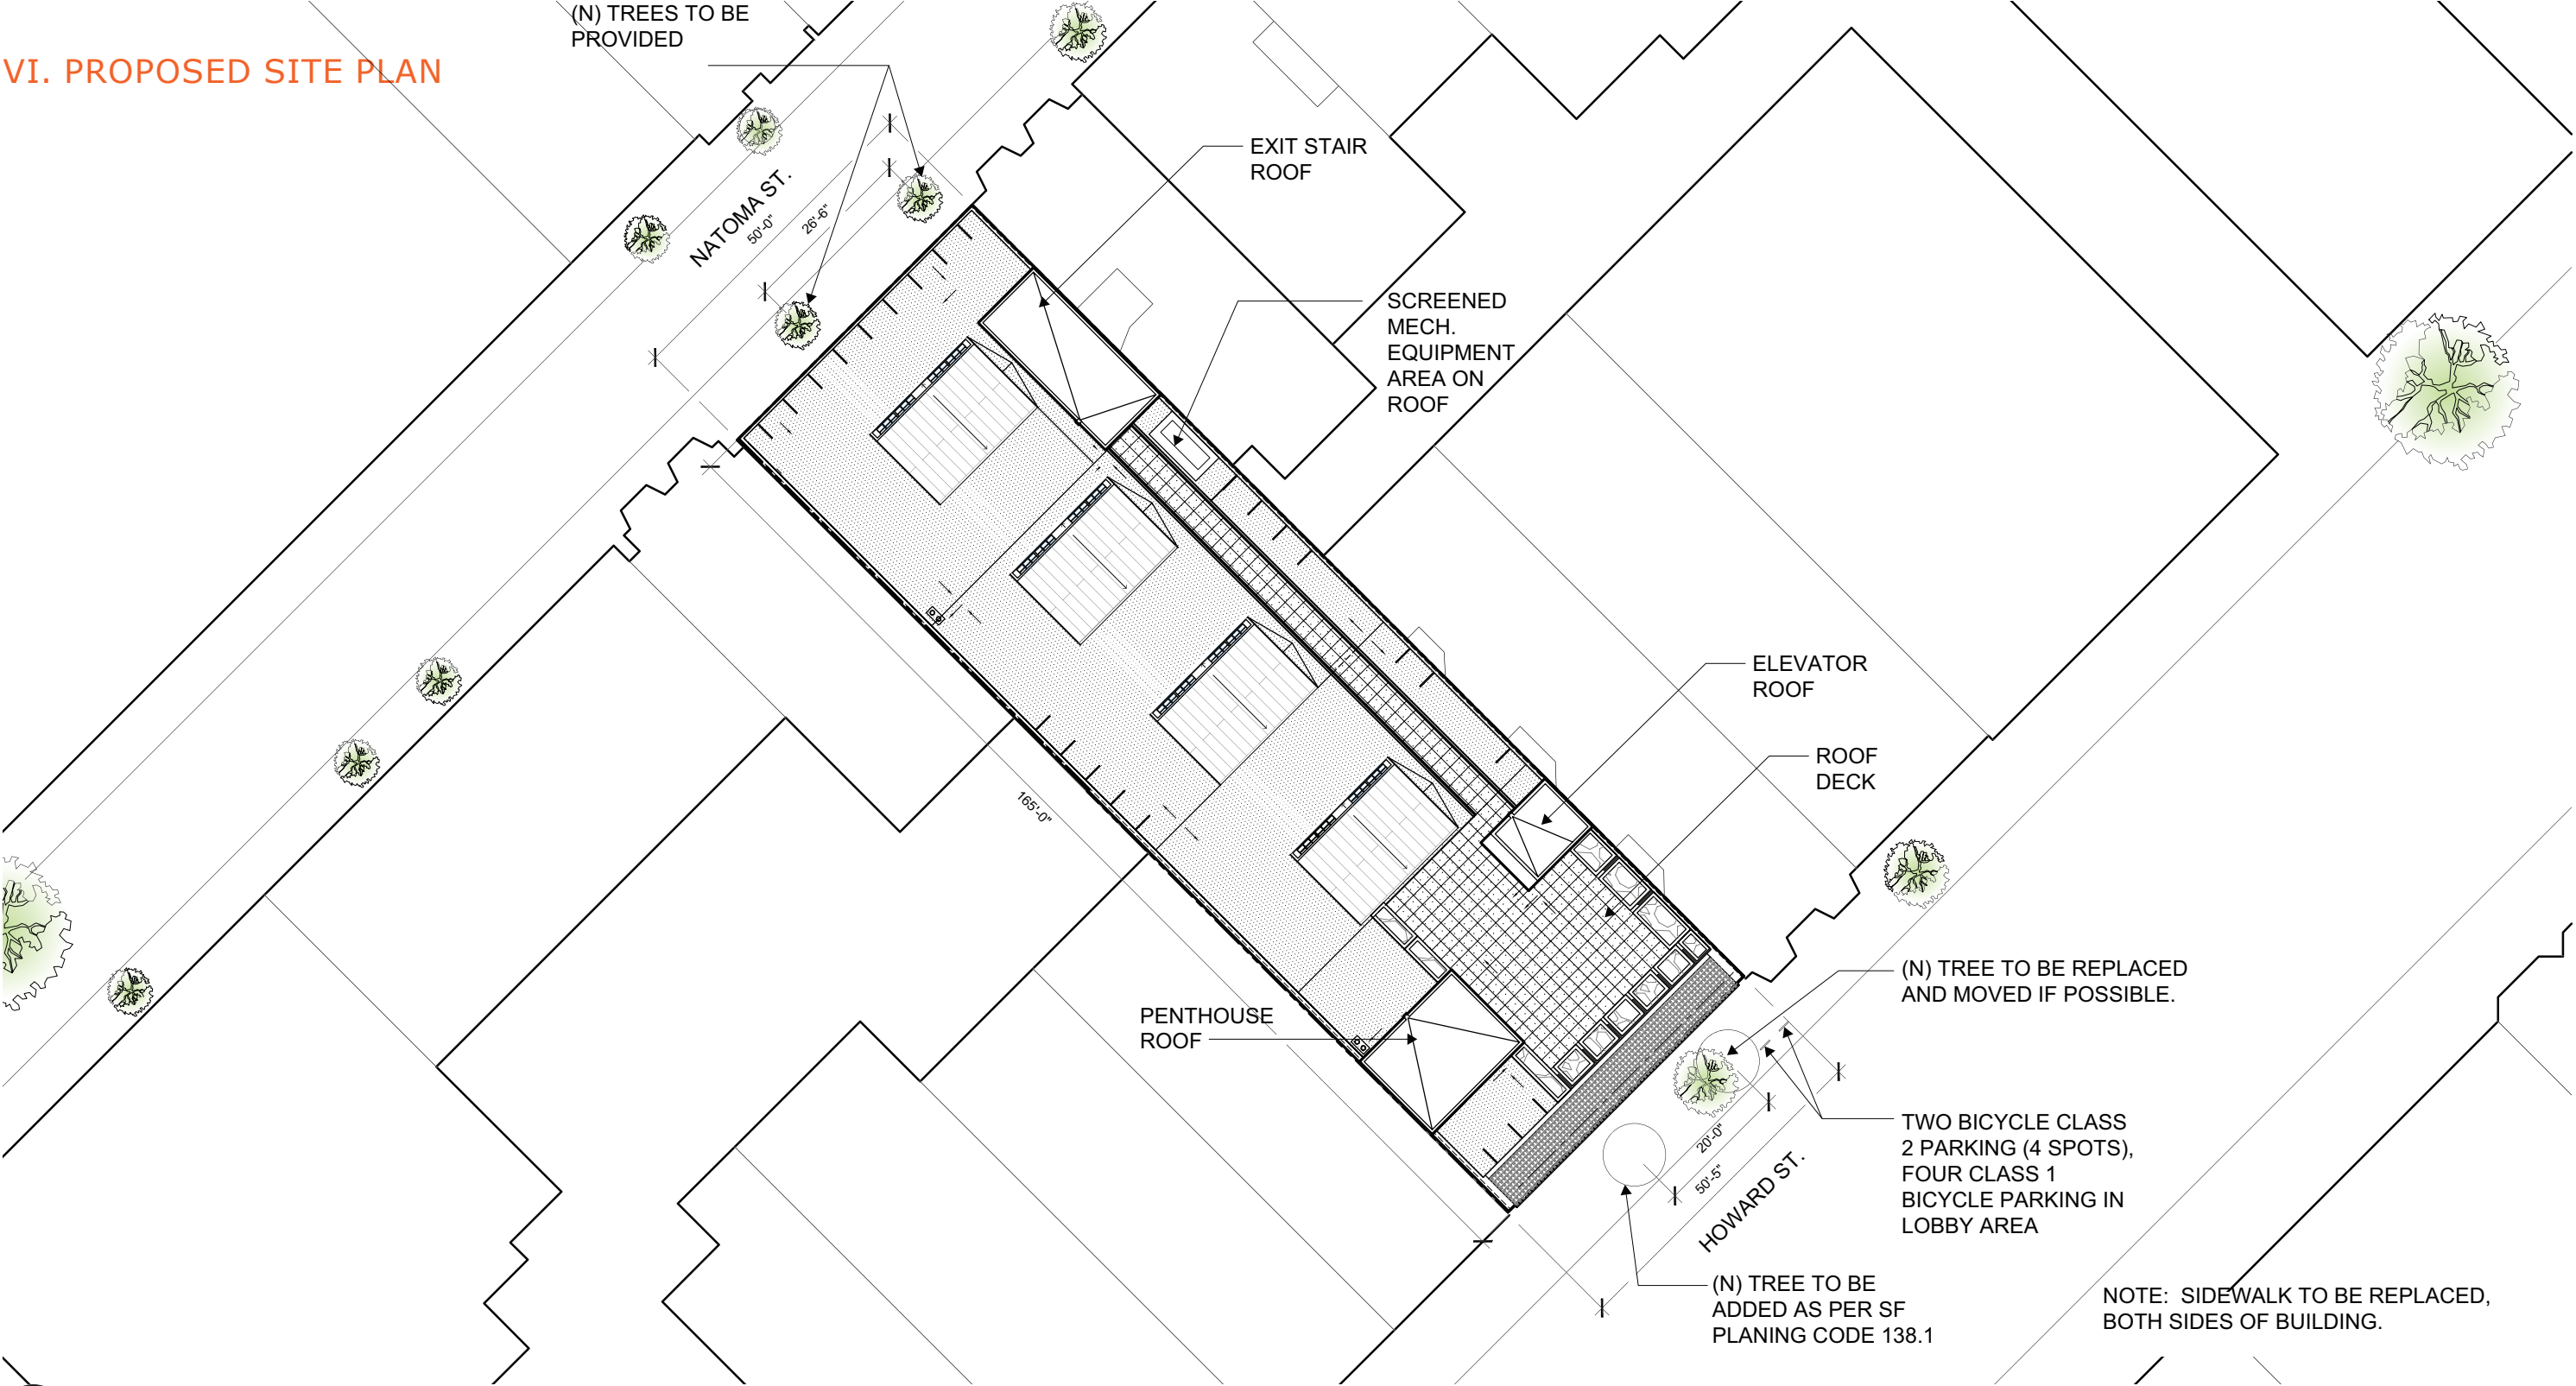 (N) TREES TO BE
PROVIDED
VI. PROPOSED SITE PLAN
EXIT STAIR
ROOF
NATOMA ST.
50'-0"
26'-6"
SCREENED
MECH.
EQUIPMENT
AREA ON
ROOF
ELEVATOR
ROOF
ROOF
DECK
165'-0"
PENTHOUSE
ROOF
(N) TREE TO BE REPLACED
AND MOVED IF POSSIBLE.
TWO BICYCLE CLASS
2 PARKING (4 SPOTS),
FOUR CLASS 1
BICYCLE PARKING IN
LOBBY AREA
20'-0"
50'-5"
HOWARD ST.
(N) TREE TO BE
ADDED AS PER SF
PLANING CODE 138.1
NOTE: SIDEWALK TO BE REPLACED,
BOTH SIDES OF BUILDING.